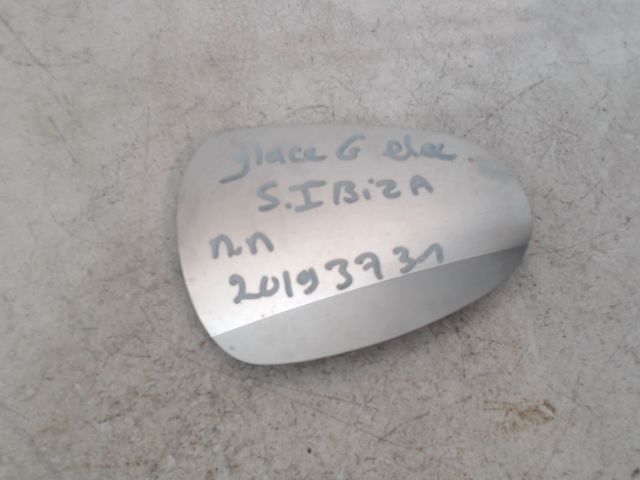 glace G elec
S.IBIZA
n.n
20193731